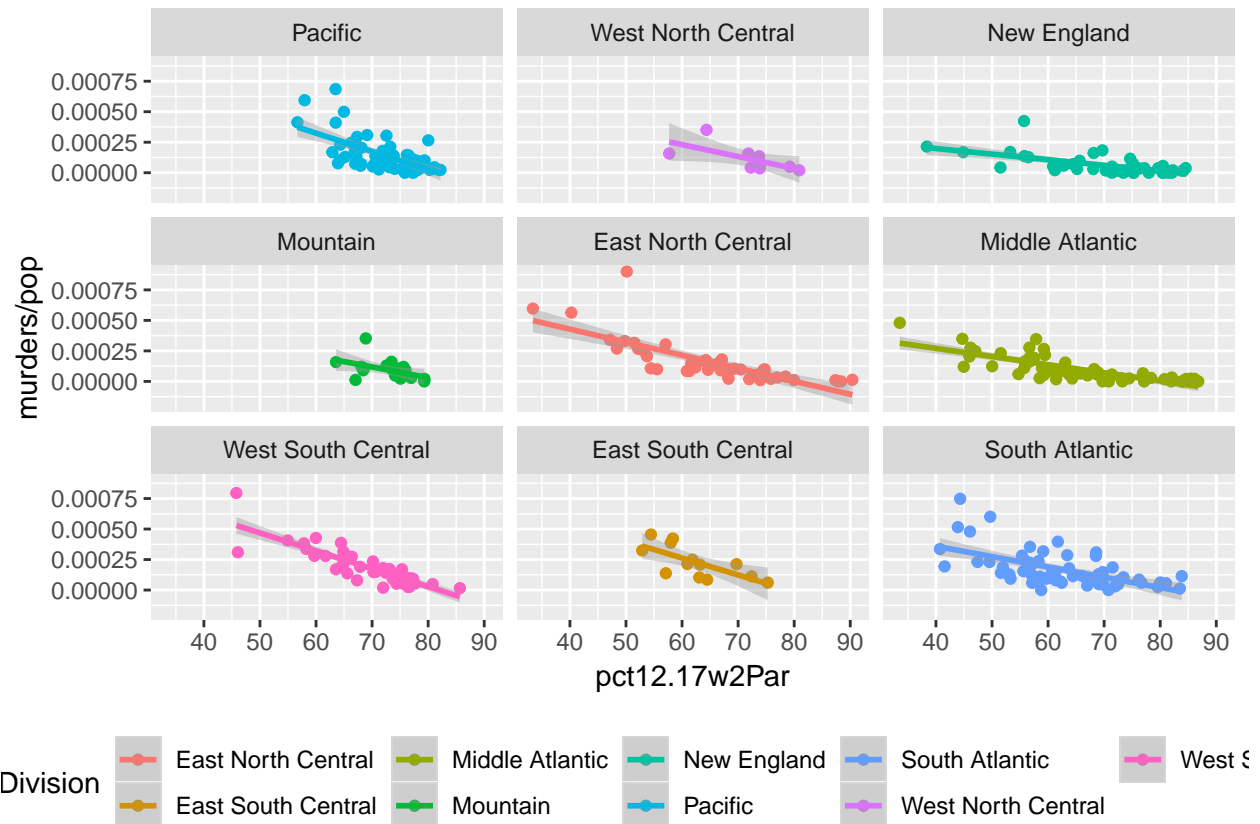 Pacific West North Central New England
0.00075
0.00050
0.00025
0.00000
Mountain East North Central Middle Atlantic
0.00075
0.00050
0.00025
0.00000
murders/pop
West South Central East South Central South Atlantic
0.00075
0.00050
0.00025
0.00000
40 50 60 70 80 90 40 50 60 70 80 90 40 50 60 70 80 90
pct12.17w2Par
Division
East North Central Middle Atlantic New England South Atlantic West S
East South Central Mountain Pacific West North Central